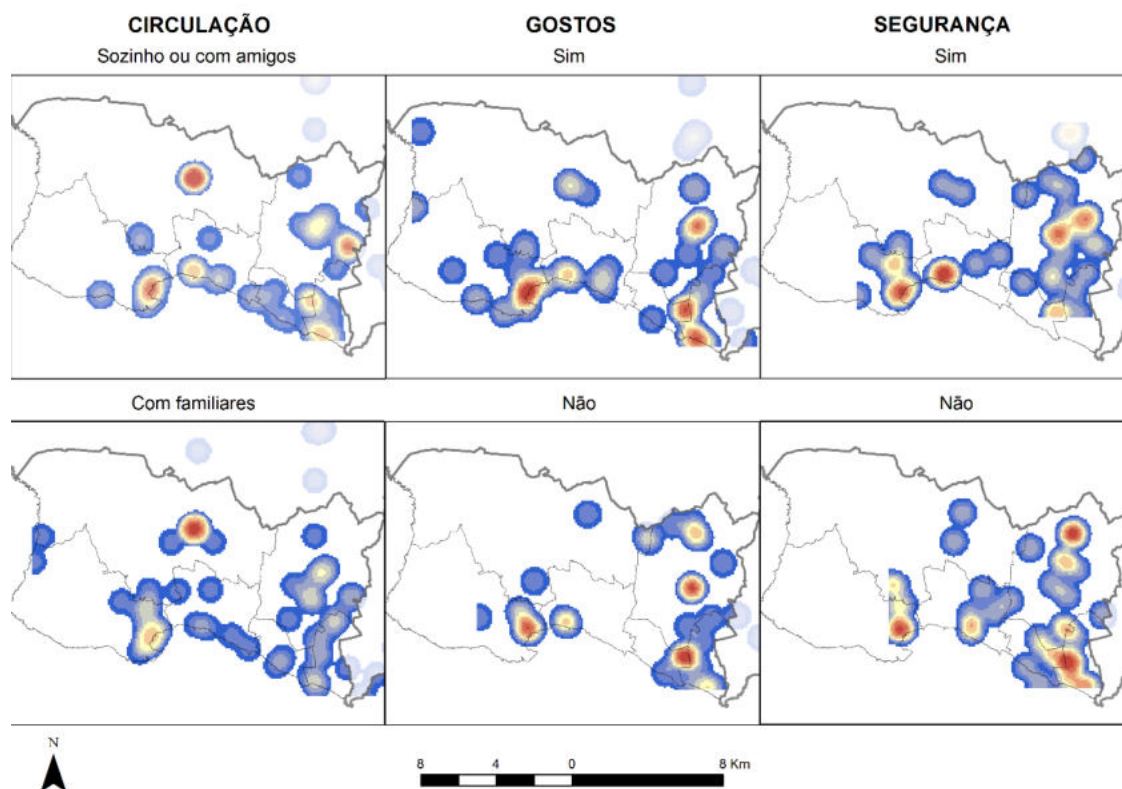 CIRCULAÇÃO
Sozinho ou com amigos
GOSTOS
Sim
SEGURANÇA
Sim
Com familiares
Não
Não
N
8 4 0 8 Km